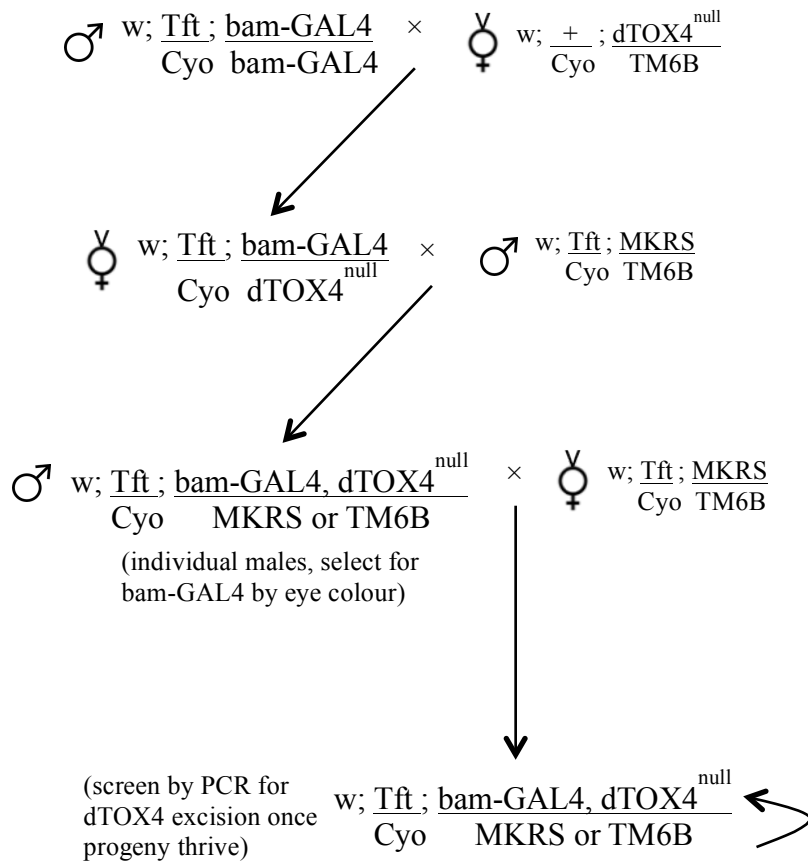 ♂ w; Tft ; bam-GAL4 × w; + ; dTOX4null
Cyo bam-GAL4 Cyo TM6B
w; Tft ; bam-GAL4 × ♂ w; Tft ; MKRS
Cyo dTOX4null Cyo TM6B
♂ w; Tft ; bam-GAL4, dTOX4null × w; Tft ; MKRS
Cyo MKRS or TM6B Cyo TM6B
(individual males, select for
bam-GAL4 by eye colour)
(screen by PCR for
dTOX4 excision once
progeny thrive)
w; Tft ; bam-GAL4, dTOX4null
Cyo MKRS or TM6B